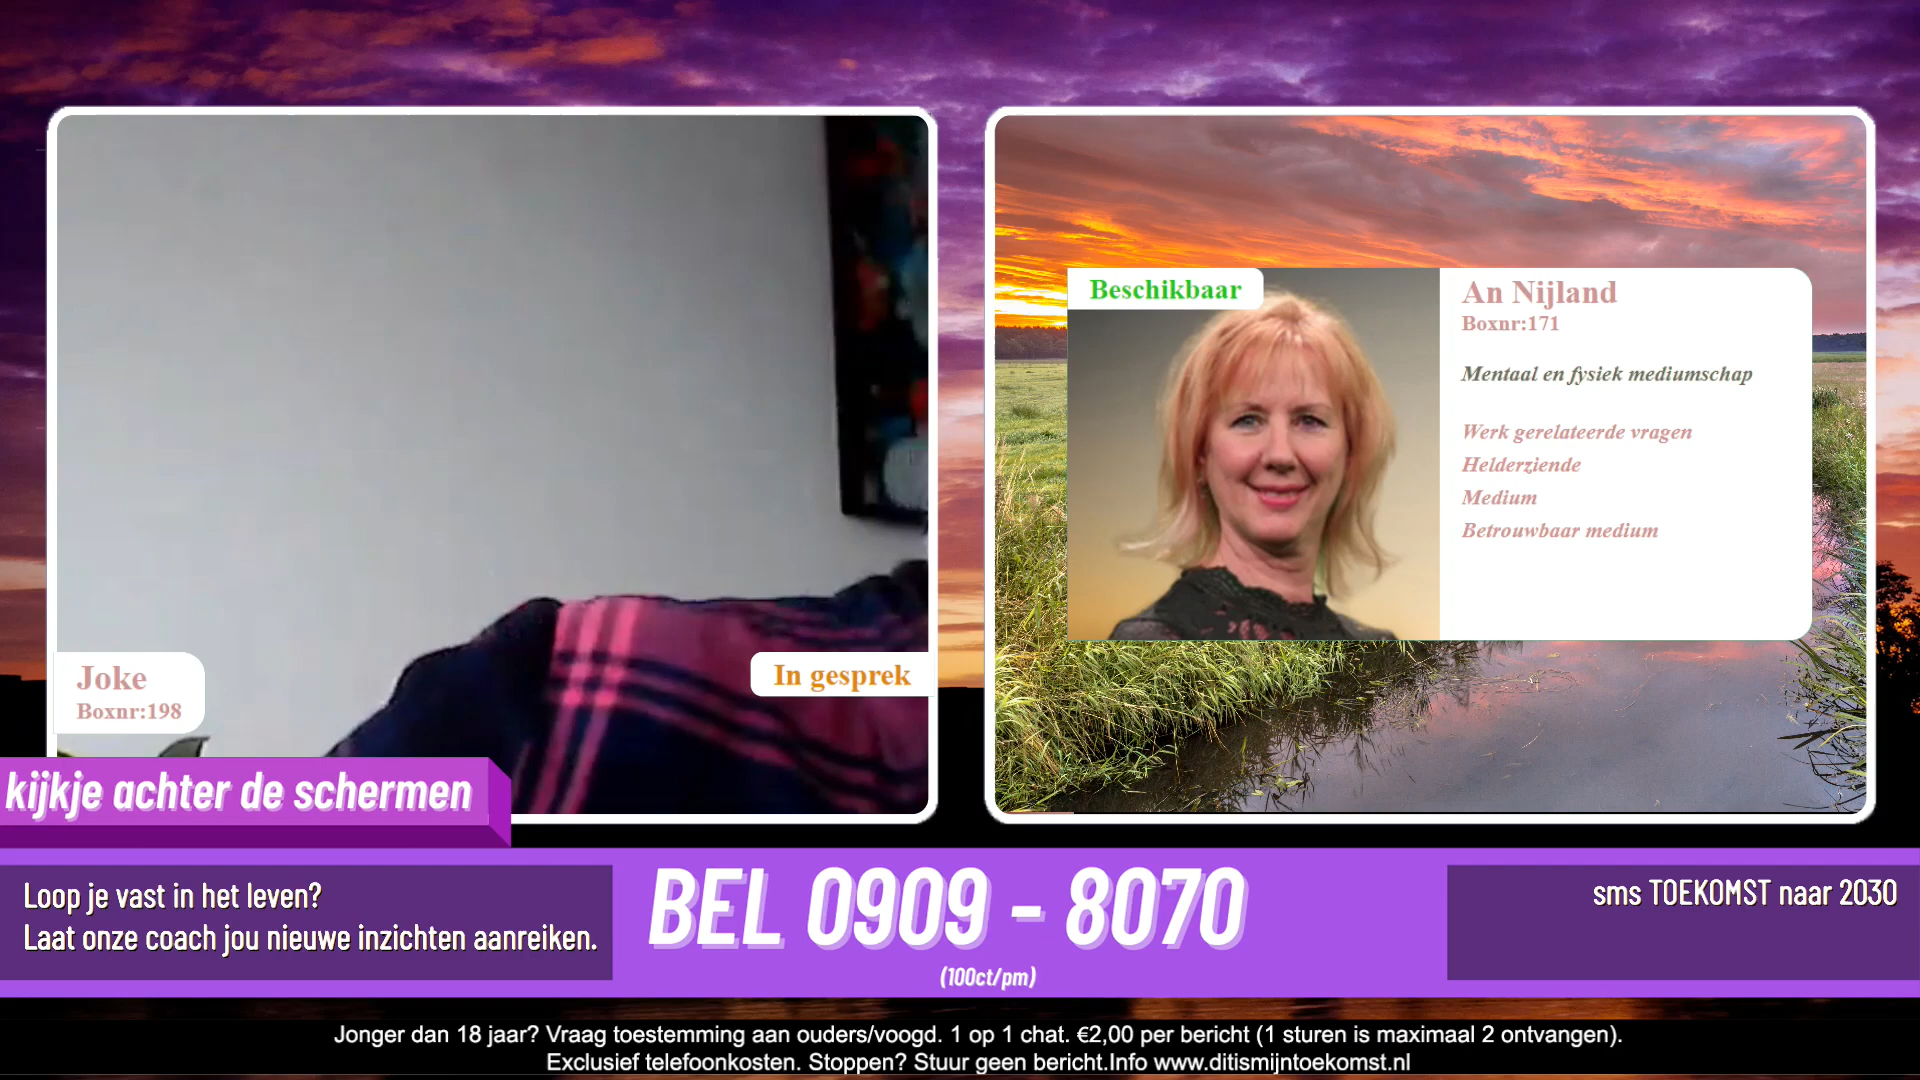 Beschikbaar
An Nijland
Boxnr:171
Mentaal en fysiek mediumschap
Werk gerelateerde vragen
Helderziende
Medium
Betrouwbaar medium
Joke
Boxnr:198
In gesprek
kijkje achter de schermen
Loop je vast in het leven?
Laat onze coach jou nieuwe inzichten aanreiken.
BEL 0909 - 8070
(100ct/pm)
sms TOEKOMST naar 2030
Jonger dan 18 jaar? Vraag toestemming aan ouders/voogd. 1 op 1 chat. €2,00 per bericht (1 sturen is maximaal 2 ontvangen).
Exclusief telefoonkosten. Stoppen? Stuur geen bericht.Info www.ditismijntoekomst.nl